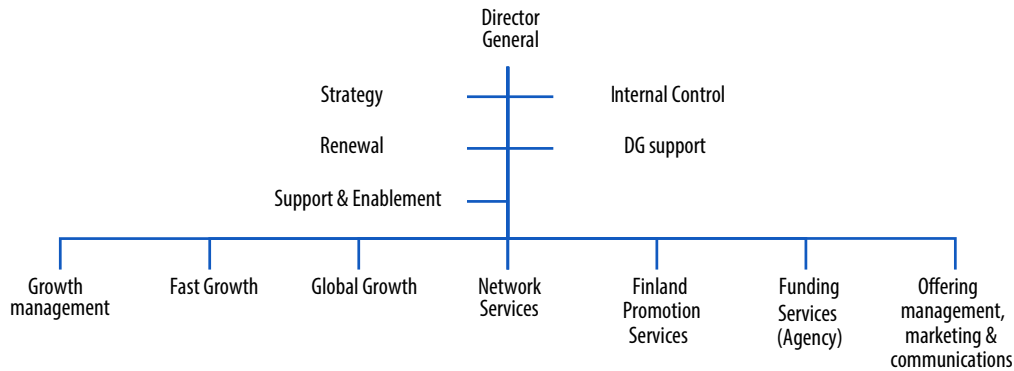 Director
General
Strategy
Internal Control
Renewal
DG support
Support & Enablement
Growth
management
Fast Growth
Global Growth
Network
Services
Finland
Promotion
Services
Funding
Services
(Agency)
Offering
management,
marketing &
communications